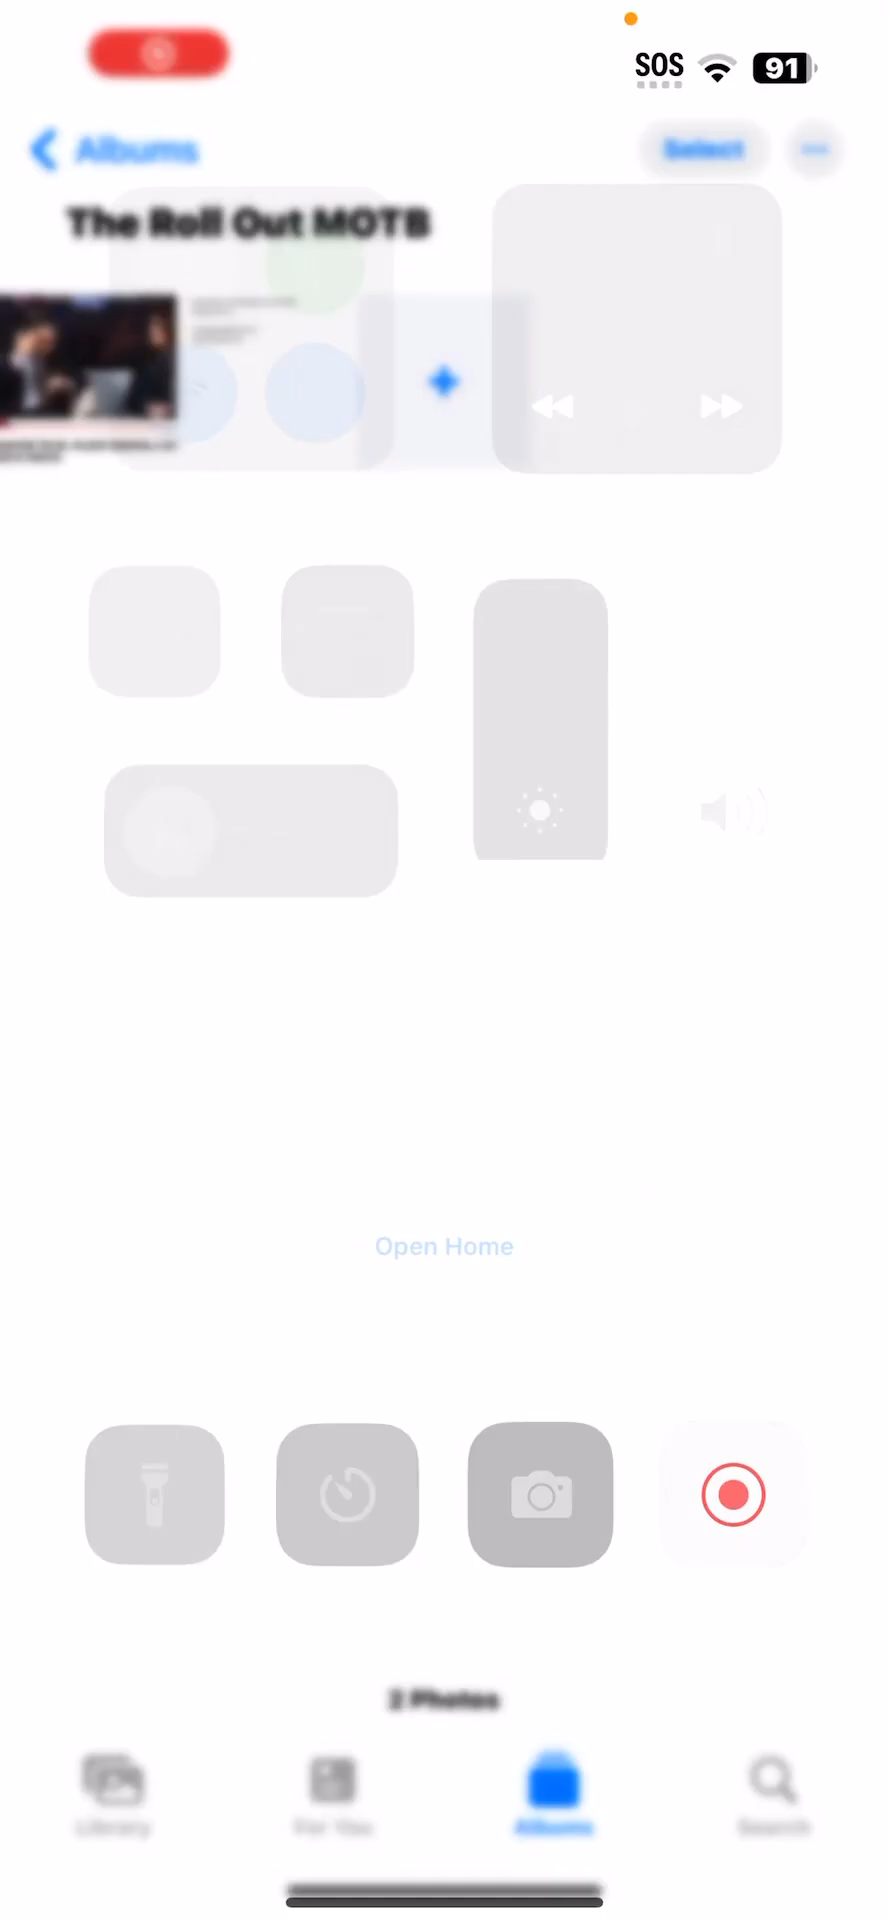 SOS 91
Albums Select
The Roll Out MOTB
Open Home
2 Photos
Library For You Albums Search